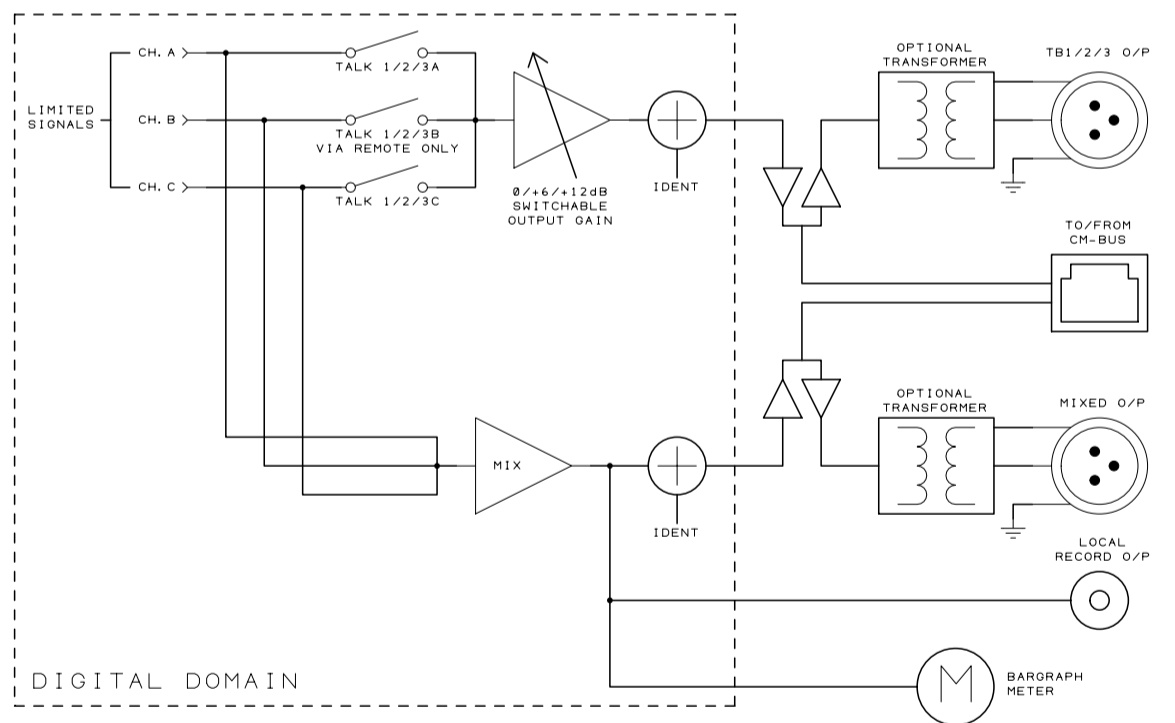 CH. A
TALK 1/2/3A
LIMITED
SIGNALS
CH. B
TALK 1/2/3B
VIA REMOTE ONLY
CH. C
TALK 1/2/3C
0/+6/+12dB
SWITCHABLE
OUTPUT GAIN
IDENT
OPTIONAL
TRANSFORMER
TB1/2/3 O/P
TO/FROM
CM-BUS
MIX
IDENT
OPTIONAL
TRANSFORMER
MIXED O/P
LOCAL
RECORD O/P
M
BARGRAPH
METER
DIGITAL DOMAIN